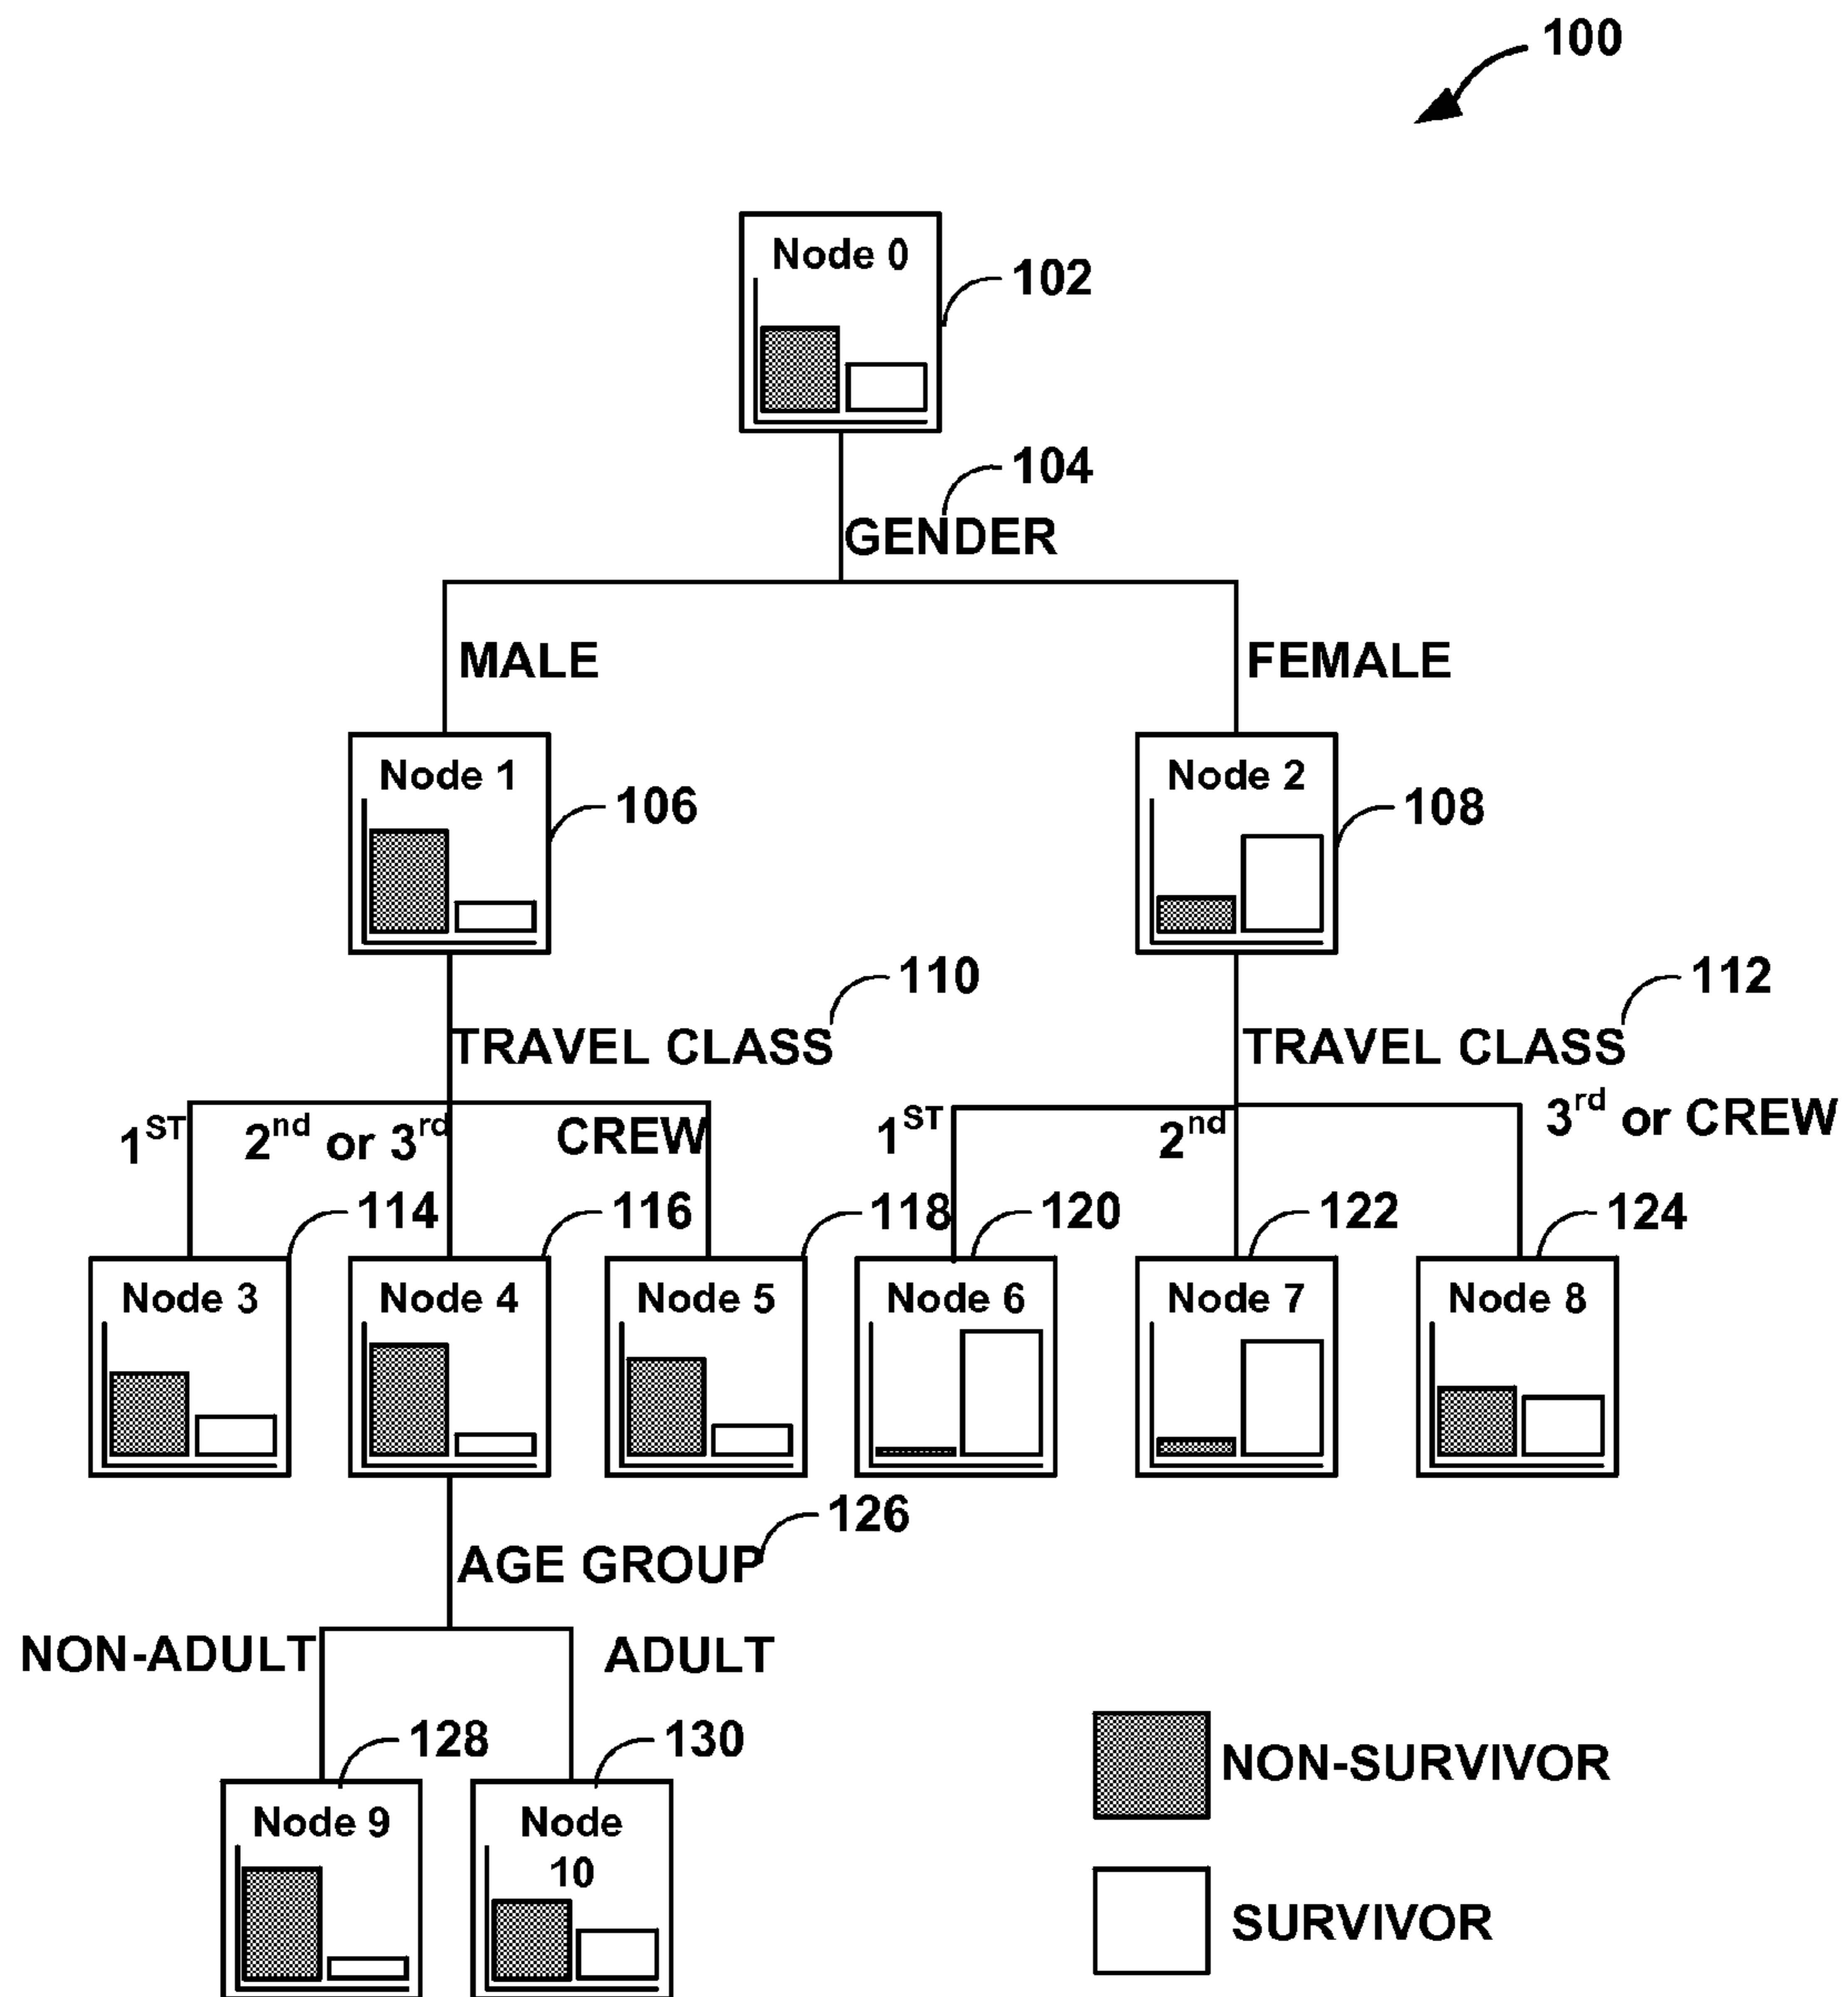 100
Node 0
102
104
GENDER
MALE
FEMALE
Node 1
106
Node 2
108
110
TRAVEL CLASS
112
TRAVEL CLASS
1ST
2nd or 3rd
CREW
1ST
2nd
3rd or CREW
114
116
118
120
122
124
Node 3
Node 4
Node 5
Node 6
Node 7
Node 8
126
AGE GROUP
NON-ADULT
ADULT
128
130
Node 9
Node
10
NON-SURVIVOR
SURVIVOR